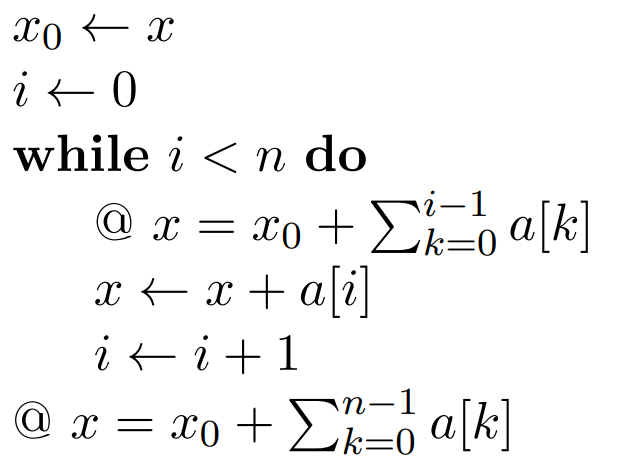 x₀ ← x
i ← 0
while i < n do
@ x = x₀ + ∑_{k=0}^{i−1} a[k]
x ← x + a[i]
i ← i + 1
@ x = x₀ + ∑_{k=0}^{n−1} a[k]